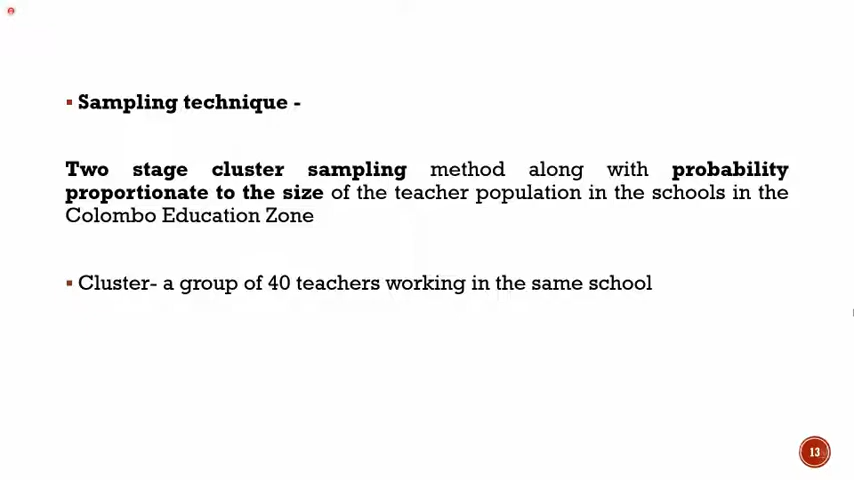 ▪ Sampling technique -
Two stage cluster sampling method along with probability
proportionate to the size of the teacher population in the schools in the
Colombo Education Zone
▪ Cluster- a group of 40 teachers working in the same school
13